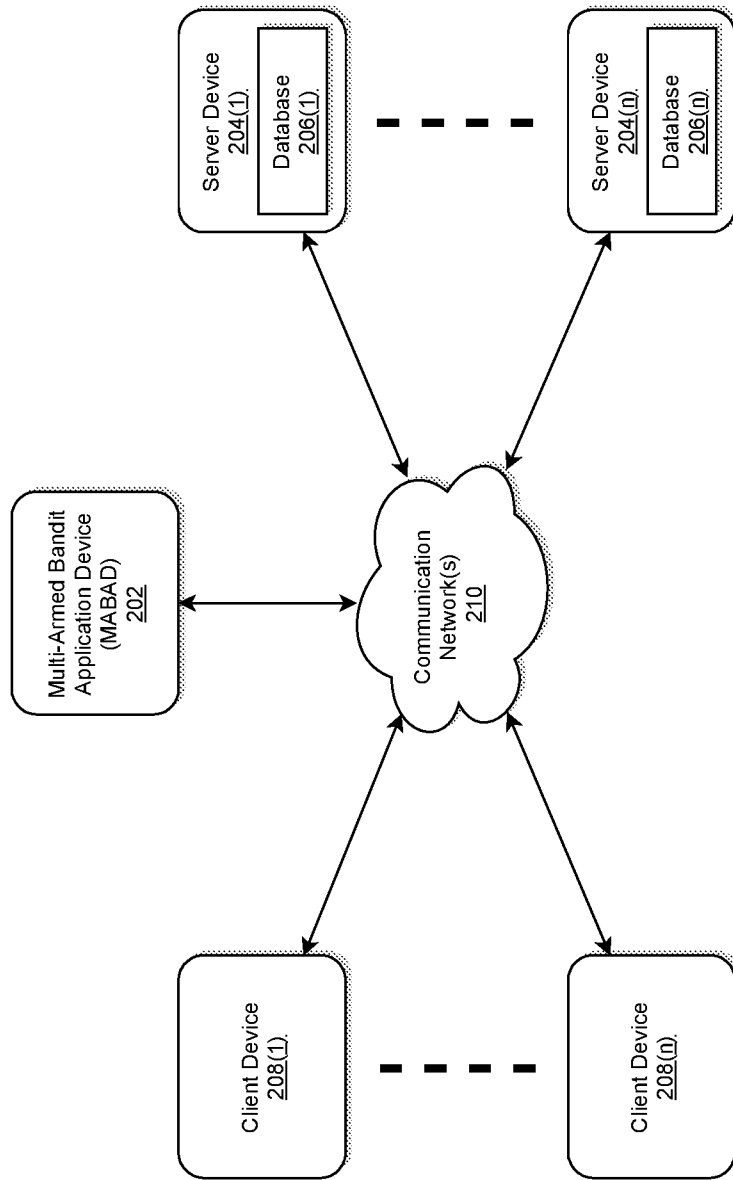 Multi-Armed Bandit
Application Device
(MABAD)
202
Client Device
208(1).
Client Device
208(n).
Communication
Network(s)
210
Server Device
204(1).
Database
206(1).
Server Device
204(n).
Database
206(n).